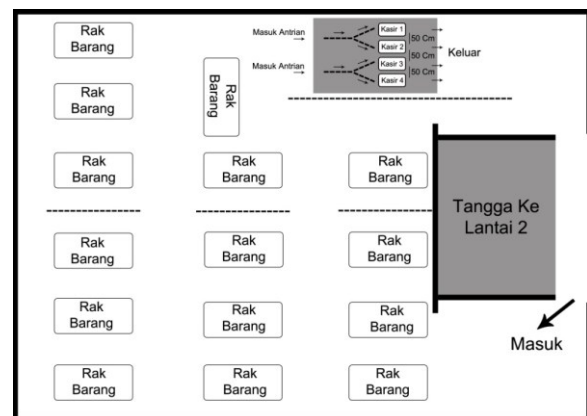 Rak
Barang
Rak
Barang
Rak
Barang
Rak
Barang
Rak
Barang
Rak
Barang
Rak
Barang
Rak
Barang
Rak
Barang
Rak
Barang
Rak
Barang
Rak
Barang
Rak
Barang
Rak
Barang
Rak
Barang
Masuk Antrian
Masuk Antrian
Kasir 1
Kasir 2
Kasir 3
Kasir 4
50 Cm
50 Cm
50 Cm
Keluar
Tangga Ke
Lantai 2
Masuk